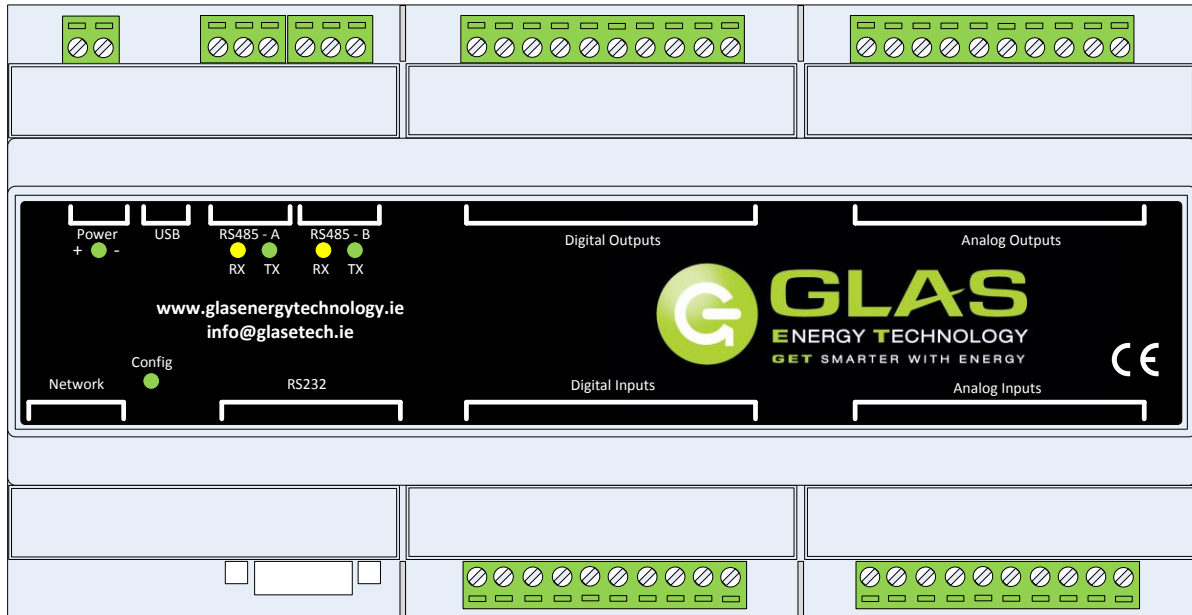 Power USB RS485 - A RS485 - B
+ -
RX TX RX TX
Digital Outputs
Analog Outputs
www.glasenergytechnology.ie
info@glasetech.ie
GLAS
ENERGY TECHNOLOGY
GET SMARTER WITH ENERGY
CE
Config
Network
RS232
Digital Inputs
Analog Inputs